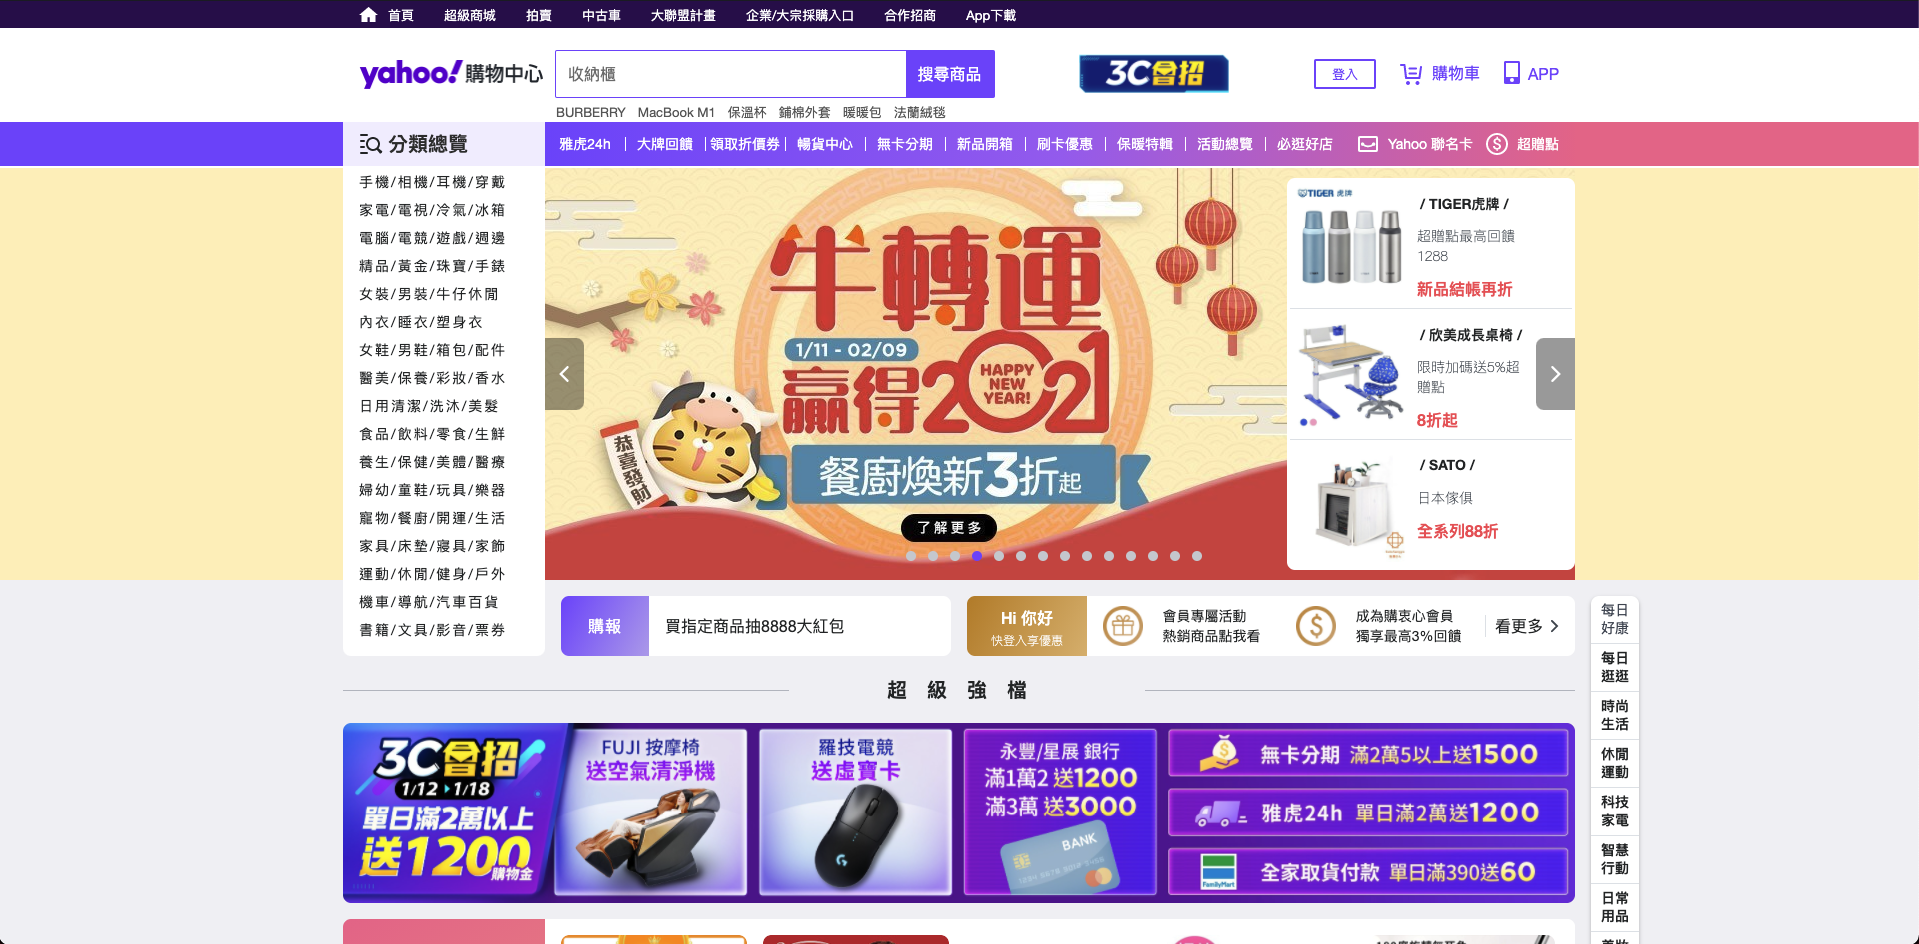 首頁 超級商城 拍賣 中古車 大聯盟計畫 企業/大宗採購入口 合作招商 App下載
yahoo!購物中心
收納櫃
搜尋商品
3C會招
登入
購物車
APP
BURBERRY MacBook M1 保溫杯 鋪棉外套 暖暖包 法蘭絨毯
分類總覽
雅虎24h 大牌回饋 領取折價券 暢貨中心 無卡分期 新品開箱 刷卡優惠 保暖特輯 活動總覽 必逛好店
Yahoo 聯名卡
超贈點
手機/相機/耳機/穿戴
家電/電視/冷氣/冰箱
電腦/電競/遊戲/週邊
精品/黃金/珠寶/手錶
女裝/男裝/牛仔休閒
內衣/睡衣/塑身衣
女鞋/男鞋/箱包/配件
醫美/保養/彩妝/香水
日用清潔/洗沐/美髮
食品/飲料/零食/生鮮
養生/保健/美體/醫療
婦幼/童鞋/玩具/樂器
寵物/餐廚/開運/生活
家具/床墊/寢具/家飾
運動/休閒/健身/戶外
機車/導航/汽車百貨
書籍/文具/影音/票券
牛轉運
1/11 - 02/09
贏得2021
HAPPY
NEW
YEAR!
恭喜發財
餐廚煥新3折起
了解更多
TIGER 虎牌
/ TIGER虎牌 /
超贈點最高回饋
1288
新品結帳再折
/ 欣美成長桌椅 /
限時加碼送5%超
贈點
8折起
/ SATO /
日本傢俱
全系列88折
購報
買指定商品抽8888大紅包
Hi 你好
快登入享優惠
會員專屬活動
熱銷商品點我看
成為購衷心會員
獨享最高3%回饋
看更多
每日
好康
每日
逛逛
時尚
生活
休閒
運動
科技
家電
智慧
行動
日常
用品
超級強檔
3C會招
1/12 1/18
單日滿2萬以上
送1200
購物金
FUJI 按摩椅
送空氣清淨機
羅技電競
送虛寶卡
G
永豐/星展 銀行
滿1萬2 送1200
滿3萬 送3000
BANK
無卡分期 滿2萬5以上送1500
雅虎24h 單日滿2萬送1200
FamilyMart
全家取貨付款 單日滿390送60